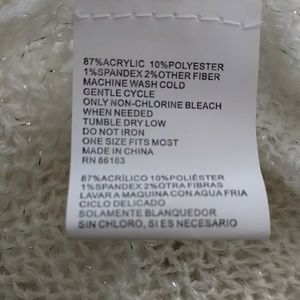 87%ACRYLIC 10%POLYESTER
1%SPANDEX 2%OTHER FIBER
MACHINE WASH COLD
GENTLE CYCLE
ONLY NON-CHLORINE BLEACH
WHEN NEEDED
TUMBLE DRY LOW
DO NOT IRON
ONE SIZE FITS MOST
MADE IN CHINA
RN 86163
87%ACRÍLICO 10%POLIÉSTER
1%SPANDEX 2%OTRA FIBRAS
LAVAR A MAQUINA CON AGUA FRIA
CICLO DELICADO
SOLAMENTE BLANQUEDOR
SIN CHLORO, SI ES NECESARIO